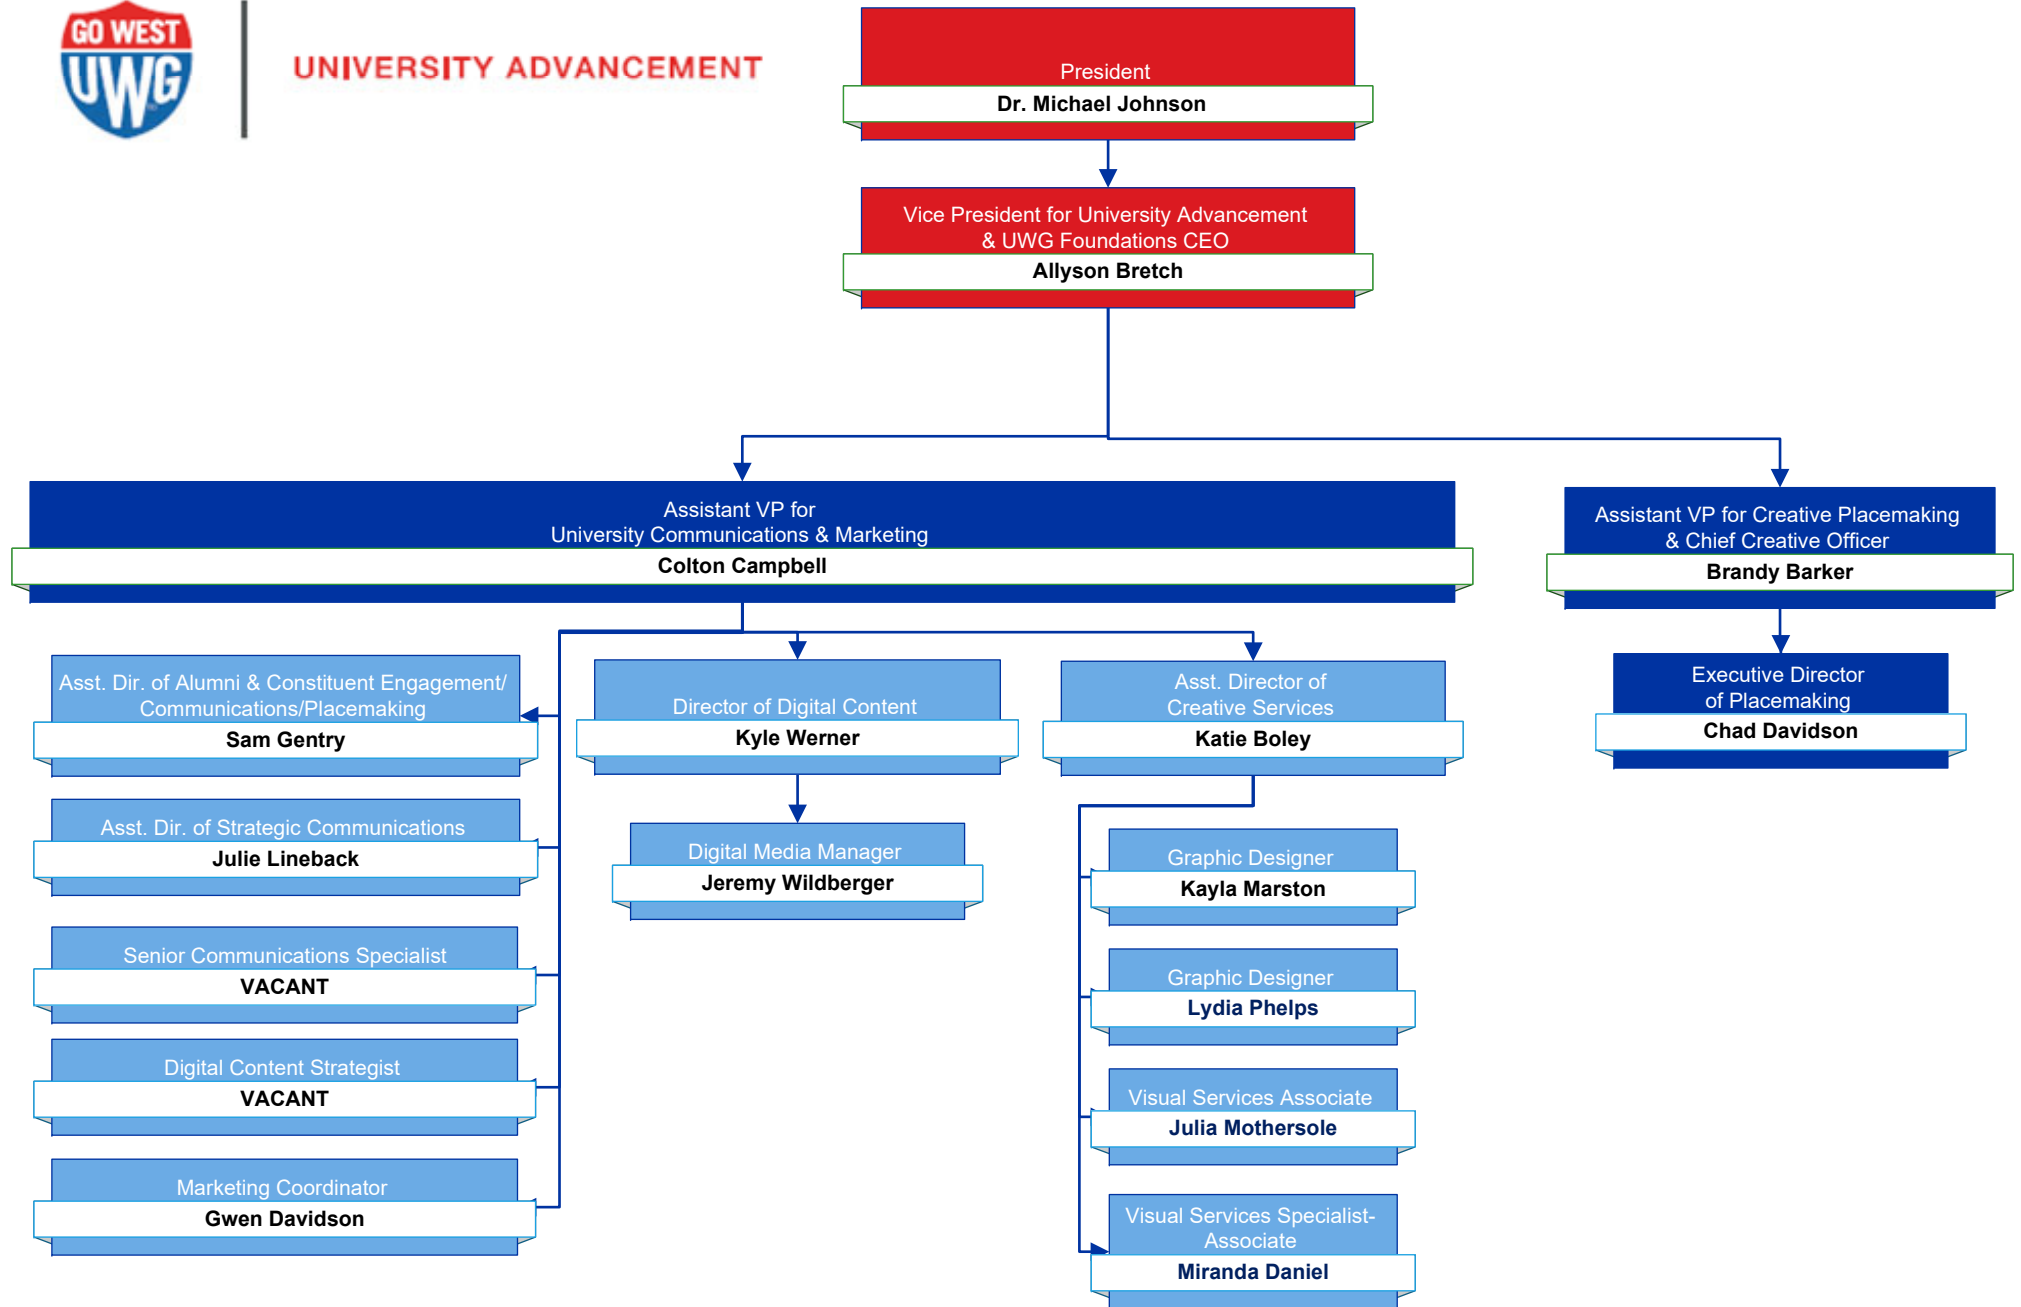 GO WEST
UWG
UNIVERSITY ADVANCEMENT
President
Dr. Michael Johnson
Vice President for University Advancement
& UWG Foundations CEO
Allyson Bretch
Assistant VP for
University Communications & Marketing
Colton Campbell
Assistant VP for Creative Placemaking
& Chief Creative Officer
Brandy Barker
Asst. Dir. of Alumni & Constituent Engagement/
Communications/Placemaking
Sam Gentry
Director of Digital Content
Kyle Werner
Asst. Director of
Creative Services
Katie Boley
Executive Director
of Placemaking
Chad Davidson
Asst. Dir. of Strategic Communications
Julie Lineback
Digital Media Manager
Jeremy Wildberger
Graphic Designer
Kayla Marston
Senior Communications Specialist
VACANT
Graphic Designer
Lydia Phelps
Digital Content Strategist
VACANT
Visual Services Associate
Julia Mothersole
Marketing Coordinator
Gwen Davidson
Visual Services Specialist-
Associate
Miranda Daniel